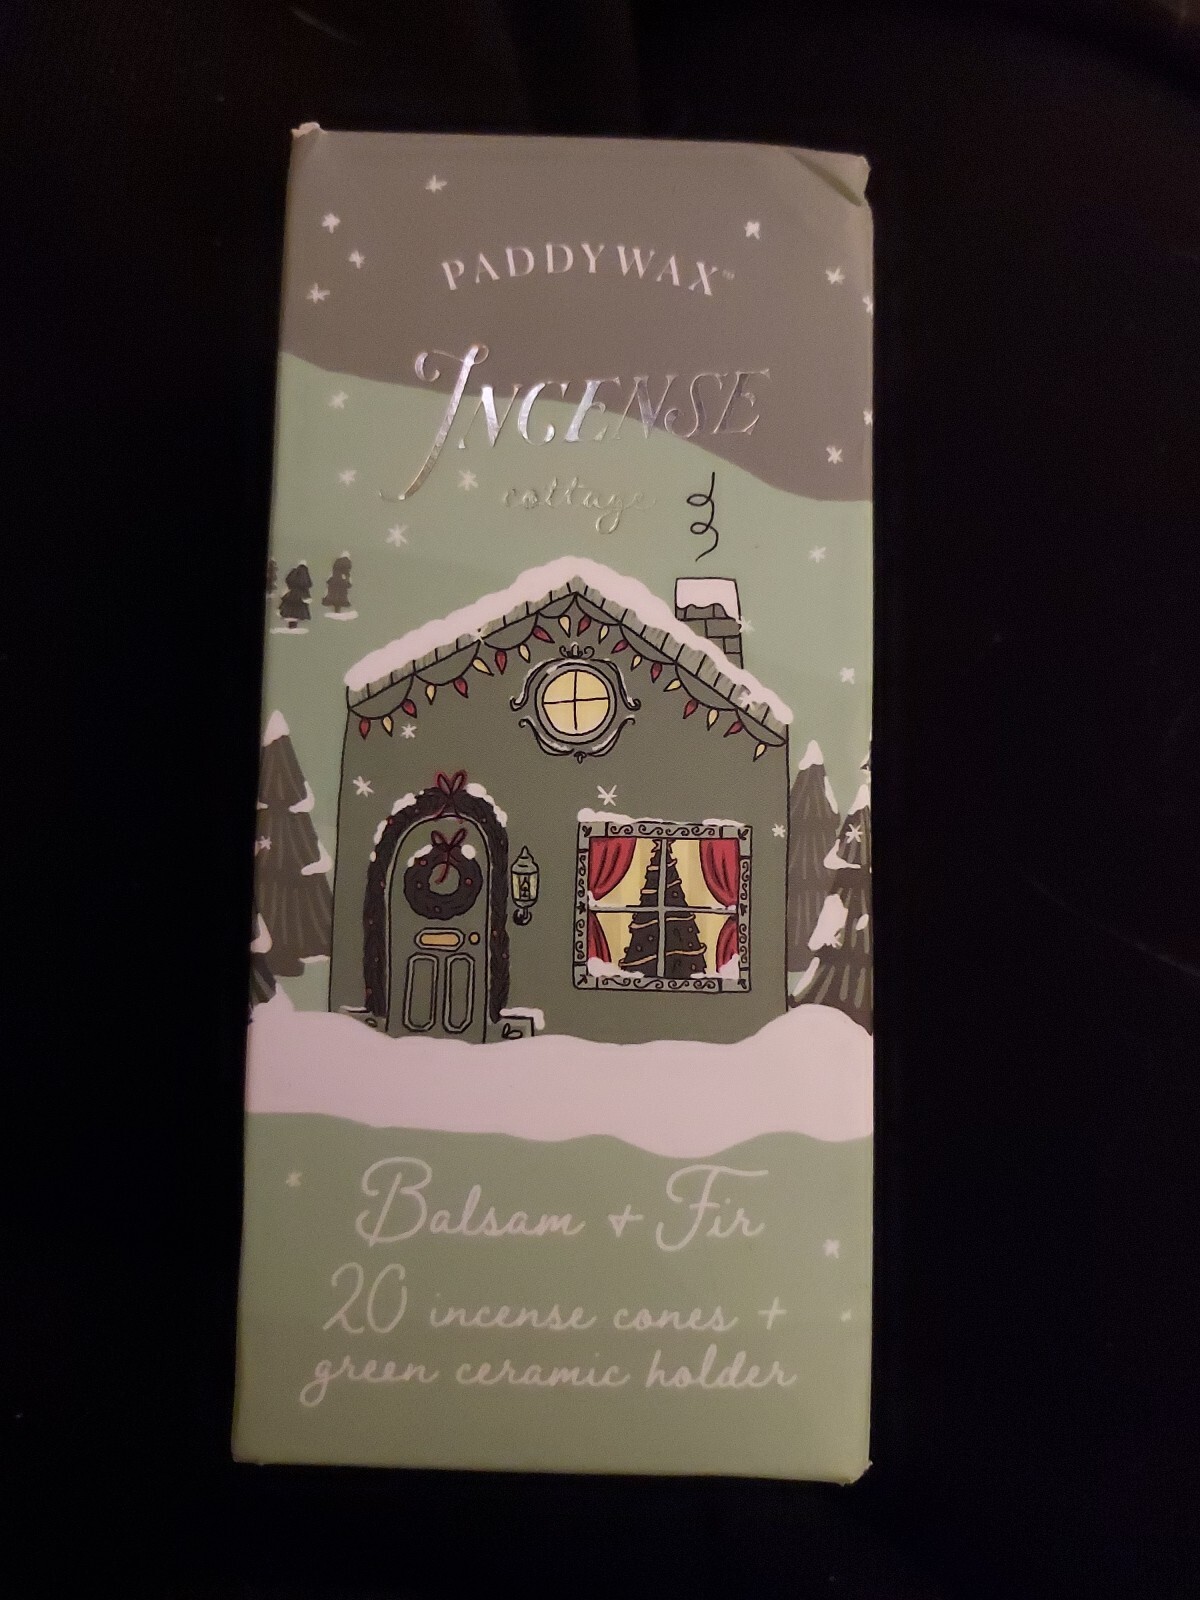 PADDYWAX™
INCENSE
cottage
Balsam + Fir
20 incense cones +
green ceramic holder